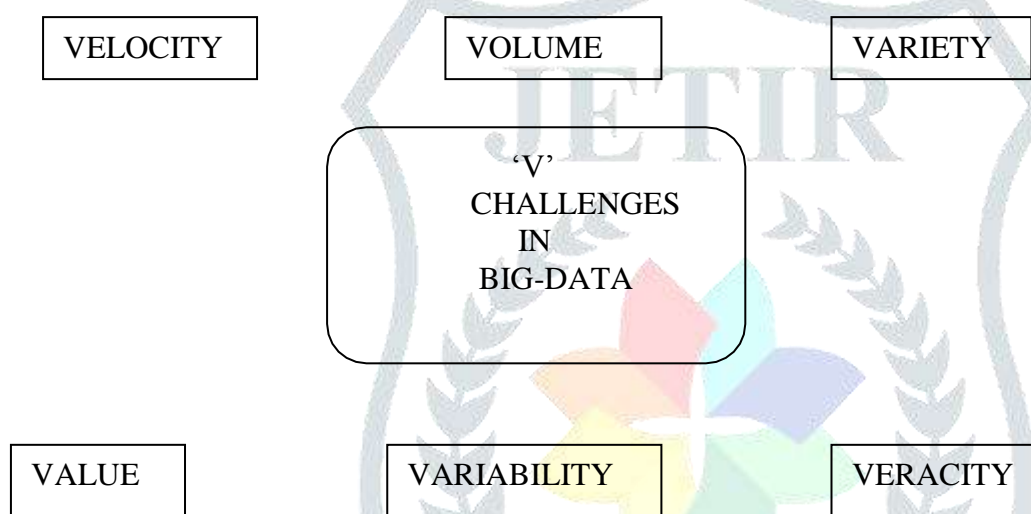 VELOCITY
VOLUME
VARIETY
JETIR
‘V’
CHALLENGES
IN
BIG-DATA
VALUE
VARIABILITY
VERACITY